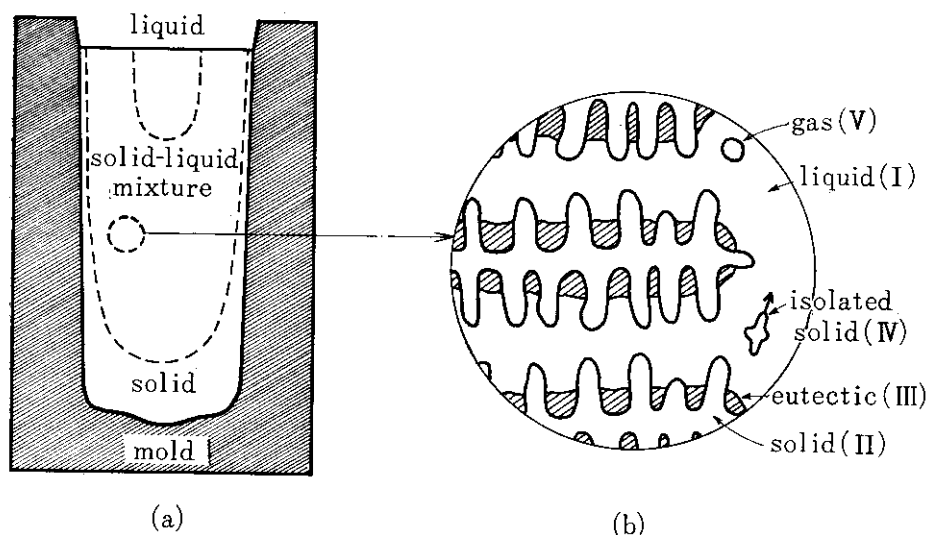 liquid
solid-liquid
mixture
solid
mold
(a)
gas(V)
liquid(I)
isolated
solid(IV)
eutectic(III)
solid(II)
(b)